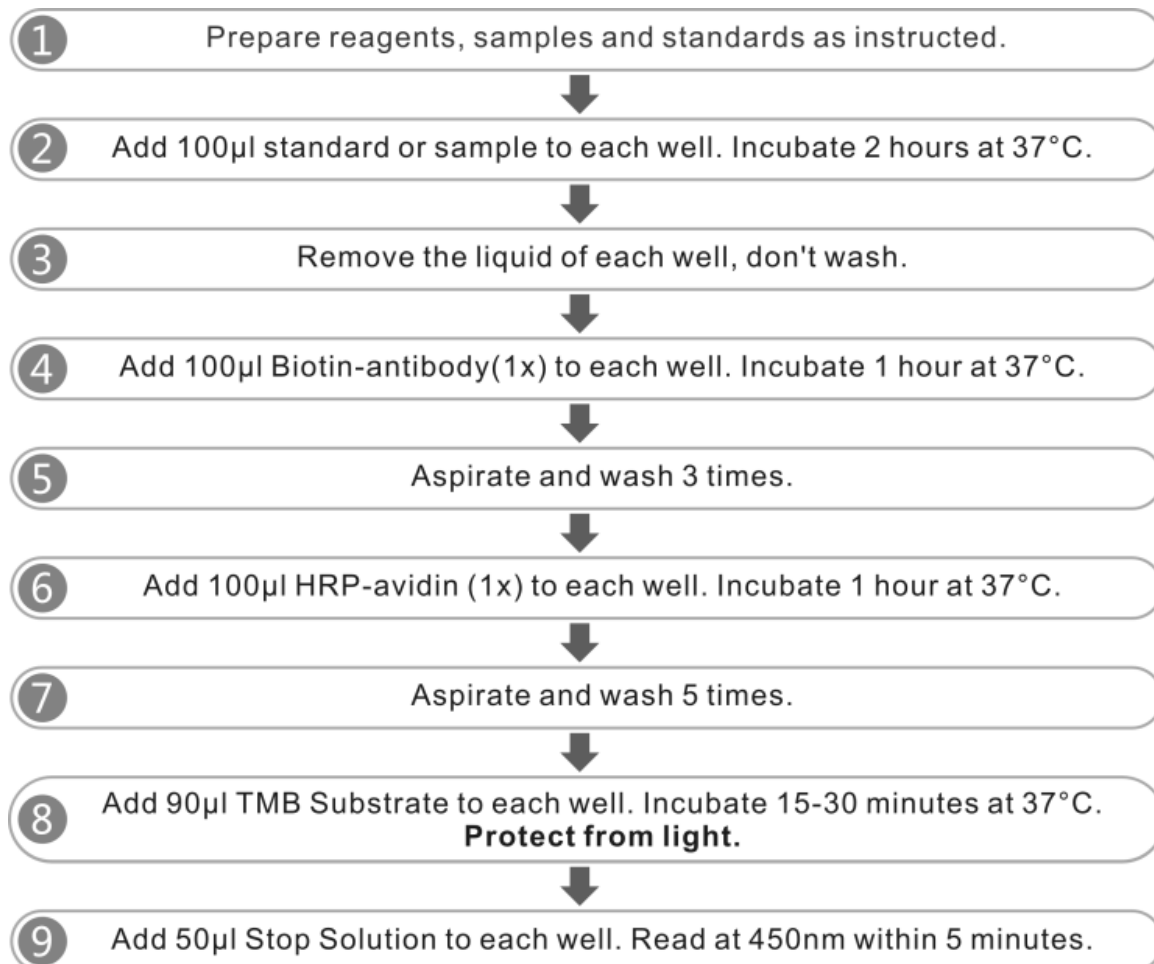 1 Prepare reagents, samples and standards as instructed.
2 Add 100µl standard or sample to each well. Incubate 2 hours at 37°C.
3 Remove the liquid of each well, don't wash.
4 Add 100µl Biotin-antibody(1x) to each well. Incubate 1 hour at 37°C.
5 Aspirate and wash 3 times.
6 Add 100µl HRP-avidin (1x) to each well. Incubate 1 hour at 37°C.
7 Aspirate and wash 5 times.
8 Add 90µl TMB Substrate to each well. Incubate 15-30 minutes at 37°C.
Protect from light.
9 Add 50µl Stop Solution to each well. Read at 450nm within 5 minutes.